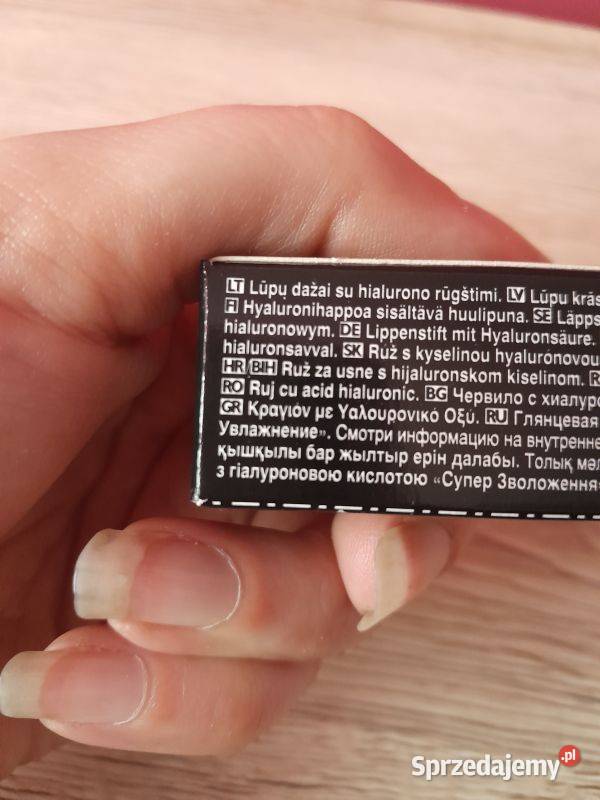 LT Lūpų dažai su hialurono rūgštimi. LV Lūpu krās
FI Hyaluronihappoa sisältävä huulipuna. SE Läpps
hialuronowym. DE Lippenstift mit Hyaluronsäure.
hialuronsavval. SK Ruž s kyselinou hyalurónovou
HR/BIH Ruž za usne s hijaluronskom kiselinom. R
RO Ruj cu acid hialuronic. BG Червило с хиалуро
GR Κραγιόν με Υαλουρονικό Οξύ. RU Глянцевая
Увлажнение». Смотри информацию на внутренне
қышқылы бар жылтыр ерін далабы. Толық мәл
з гіалуроновою кислотою «Супер Зволоження»
Sprzedajemy.pl